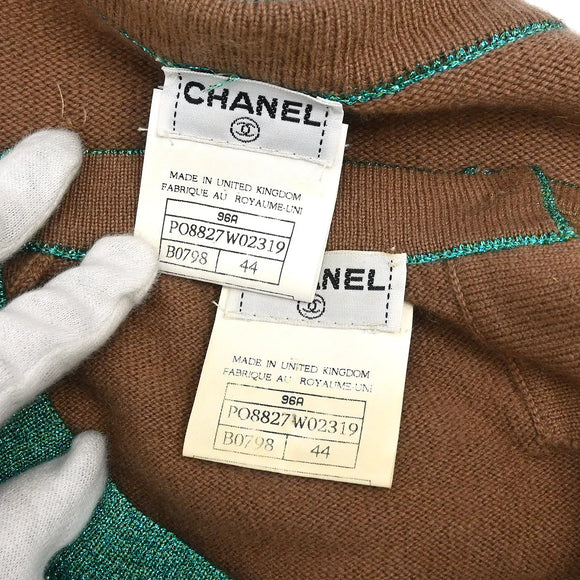 CHANEL
MADE IN UNITED KINGDOM
FABRIQUE AU ROYAUME-UNI
96A
PO8827W02319
B0798 44
NEL
MADE IN UNITED KINGDOM
FABRIQUE AU ROYAUME-UNI
96A
PO8827W02319
B0798 44